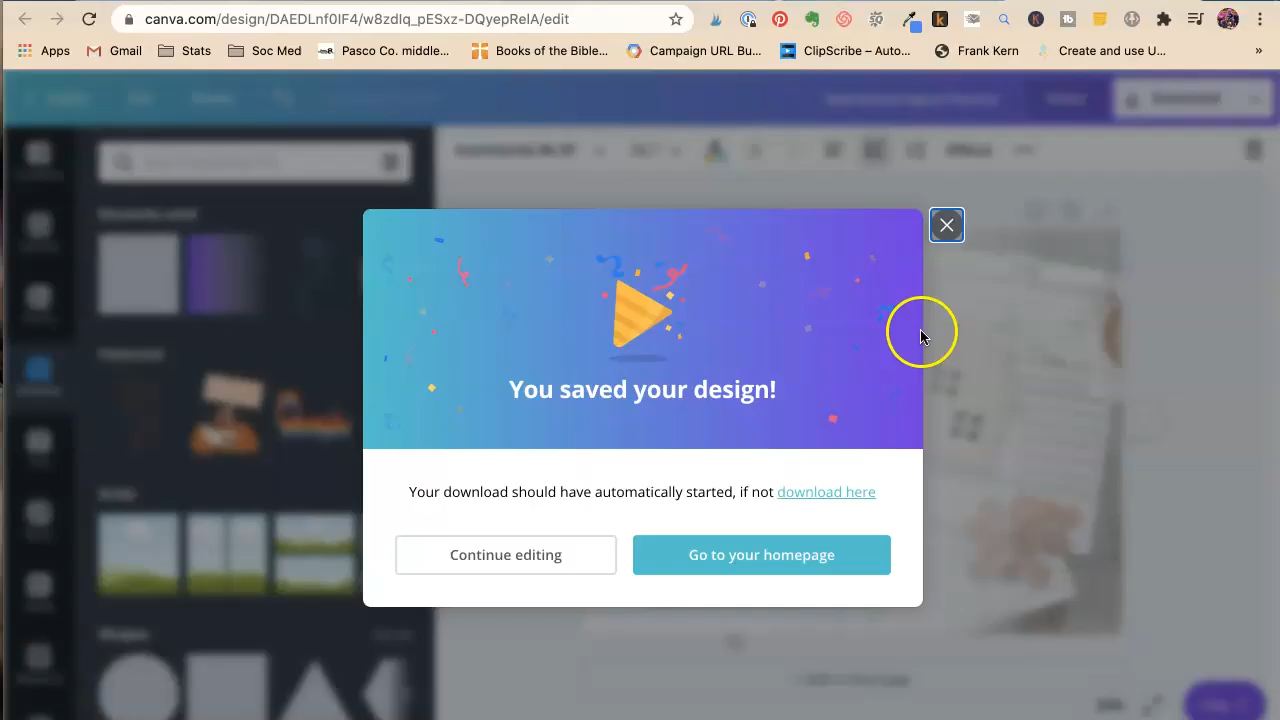 canva.com/design/DAEDLnf0IF4/w8zdIq_pESxz-DQyepRelA/edit
Apps
Gmail
Stats
Soc Med
Pasco Co. middle...
Books of the Bible...
Campaign URL Bu...
ClipScribe – Auto...
Frank Kern
Create and use U...
»
You saved your design!
Your download should have automatically started, if not download here
Continue editing
Go to your homepage